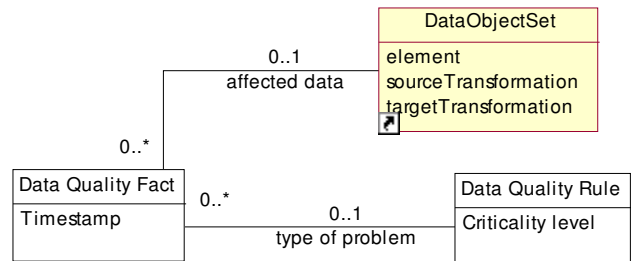 DataObjectSet
element
sourceTransformation
targetTransformation
0..1
affected data
0..*
Data Quality Fact
Timestamp
0..*
0..1
type of problem
Data Quality Rule
Criticality level